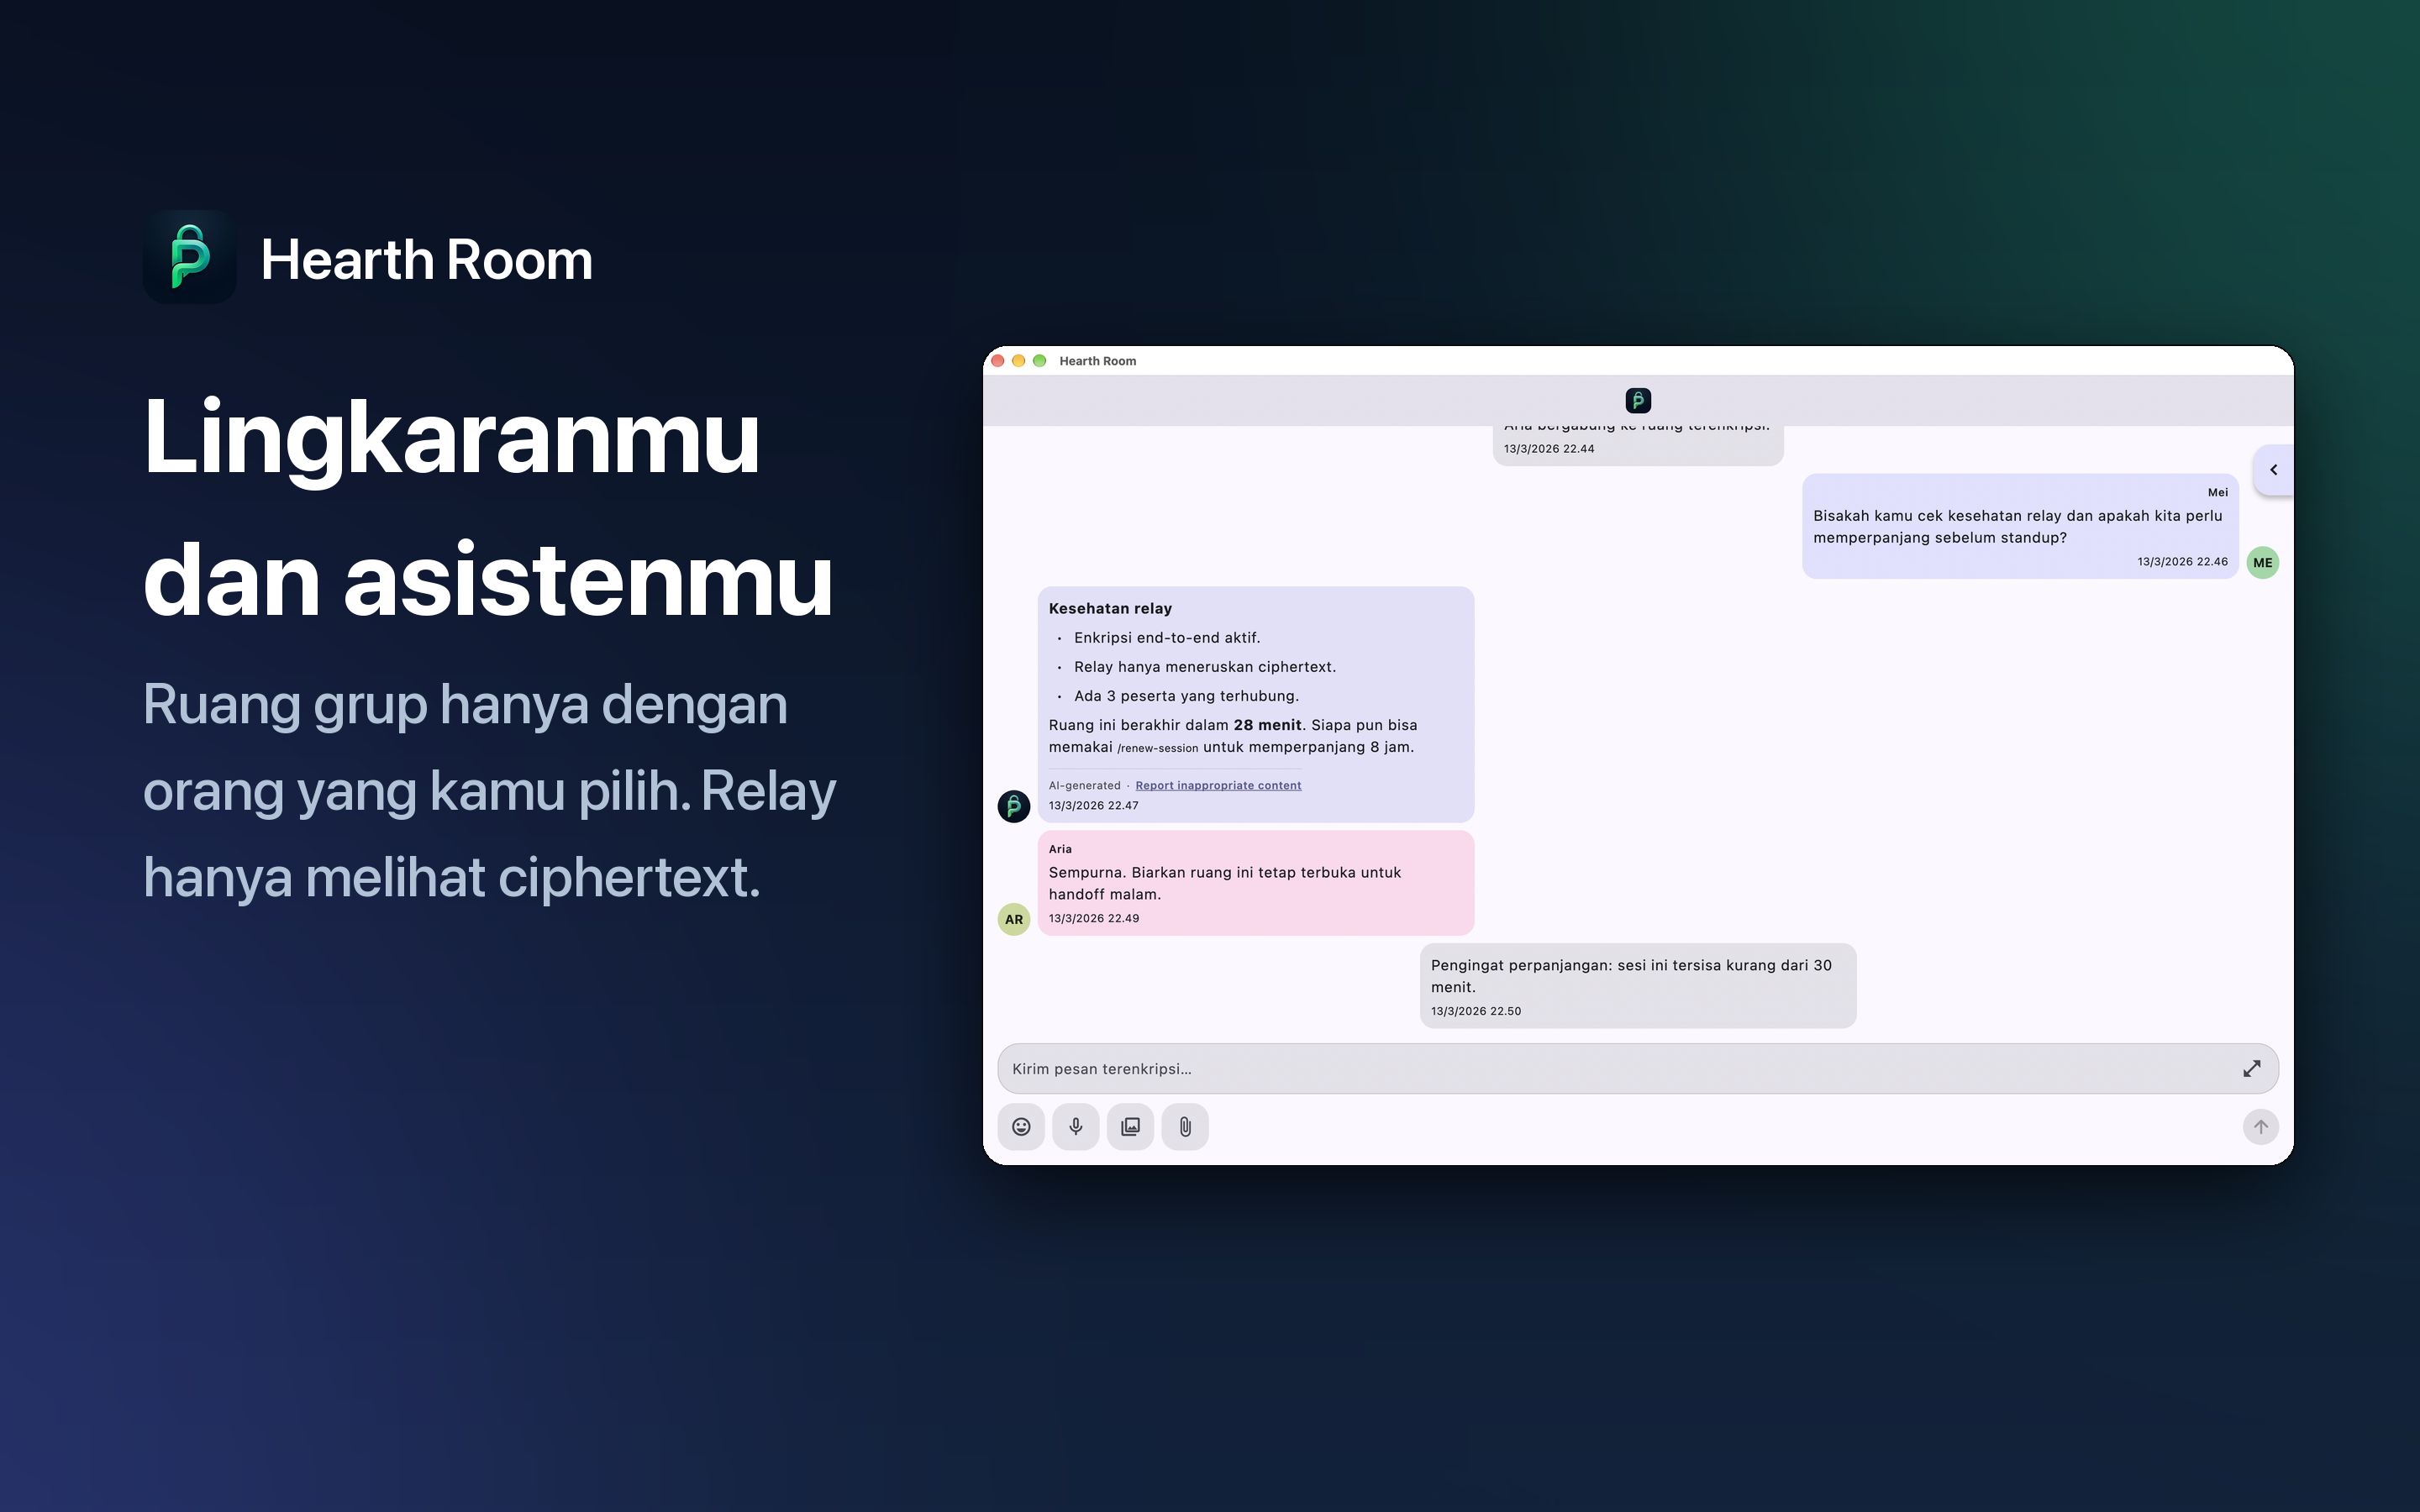 Hearth Room
Lingkaranmu
dan asistenmu
Ruang grup hanya dengan
orang yang kamu pilih. Relay
hanya melihat ciphertext.
Hearth Room
Aria bergabung ke ruang terenkripsi.
13/3/2026 22.44
Mei
Bisakah kamu cek kesehatan relay dan apakah kita perlu
memperpanjang sebelum standup?
13/3/2026 22.46
ME
Kesehatan relay
• Enkripsi end-to-end aktif.
• Relay hanya meneruskan ciphertext.
• Ada 3 peserta yang terhubung.
Ruang ini berakhir dalam 28 menit. Siapa pun bisa
memakai /renew-session untuk memperpanjang 8 jam.
AI-generated · Report inappropriate content
13/3/2026 22.47
Aria
Sempurna. Biarkan ruang ini tetap terbuka untuk
handoff malam.
13/3/2026 22.49
AR
Pengingat perpanjangan: sesi ini tersisa kurang dari 30
menit.
13/3/2026 22.50
Kirim pesan terenkripsi...